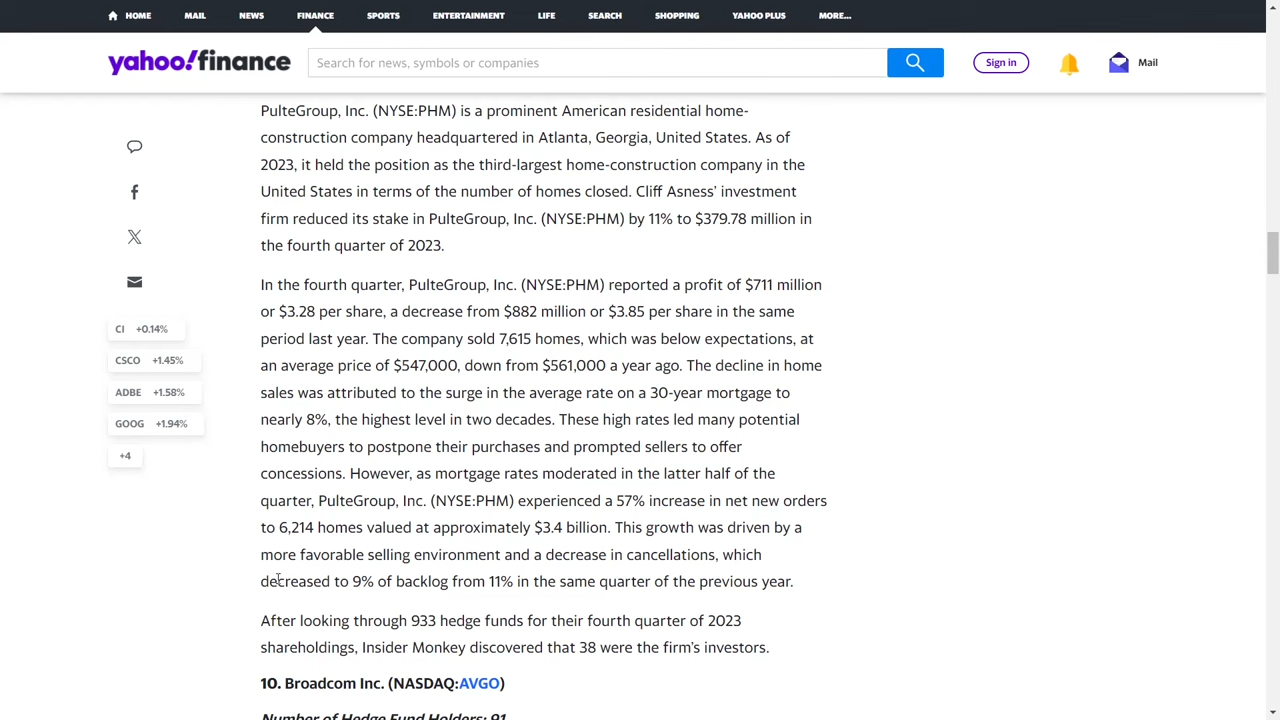 HOME MAIL NEWS FINANCE SPORTS ENTERTAINMENT LIFE SEARCH SHOPPING YAHOO PLUS MORE...
yahoo!finance
Search for news, symbols or companies
Sign in
Mail
PulteGroup, Inc. (NYSE:PHM) is a prominent American residential home-
construction company headquartered in Atlanta, Georgia, United States. As of
2023, it held the position as the third-largest home-construction company in the
United States in terms of the number of homes closed. Cliff Asness’ investment
firm reduced its stake in PulteGroup, Inc. (NYSE:PHM) by 11% to $379.78 million in
the fourth quarter of 2023.
In the fourth quarter, PulteGroup, Inc. (NYSE:PHM) reported a profit of $711 million
or $3.28 per share, a decrease from $882 million or $3.85 per share in the same
period last year. The company sold 7,615 homes, which was below expectations, at
an average price of $547,000, down from $561,000 a year ago. The decline in home
sales was attributed to the surge in the average rate on a 30-year mortgage to
nearly 8%, the highest level in two decades. These high rates led many potential
homebuyers to postpone their purchases and prompted sellers to offer
concessions. However, as mortgage rates moderated in the latter half of the
quarter, PulteGroup, Inc. (NYSE:PHM) experienced a 57% increase in net new orders
to 6,214 homes valued at approximately $3.4 billion. This growth was driven by a
more favorable selling environment and a decrease in cancellations, which
decreased to 9% of backlog from 11% in the same quarter of the previous year.
After looking through 933 hedge funds for their fourth quarter of 2023
shareholdings, Insider Monkey discovered that 38 were the firm’s investors.
10. Broadcom Inc. (NASDAQ:AVGO)
Number of Hedge Fund Holders: 91
CI +0.14%
CSCO +1.45%
ADBE +1.58%
GOOG +1.94%
+4